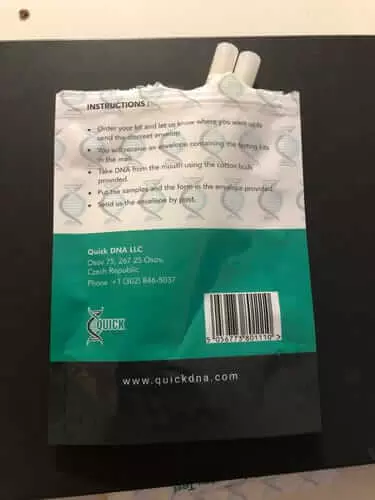 INSTRUCTIONS :
• Order your kit and let us know where you want us to
send the discreet envelop.
• You will receive an envelope containing the testing kits
in the mail.
• Take DNA from the mouth using the cotton buds
provided.
• Put the samples and the form in the envelope provided.
• Send us the envelope by post.
Quick DNA LLC
Osov 75, 267 25 Osov,
Czech Republic
Phone :+1 (302) 846-5037
QUICK
www.quickdna.com